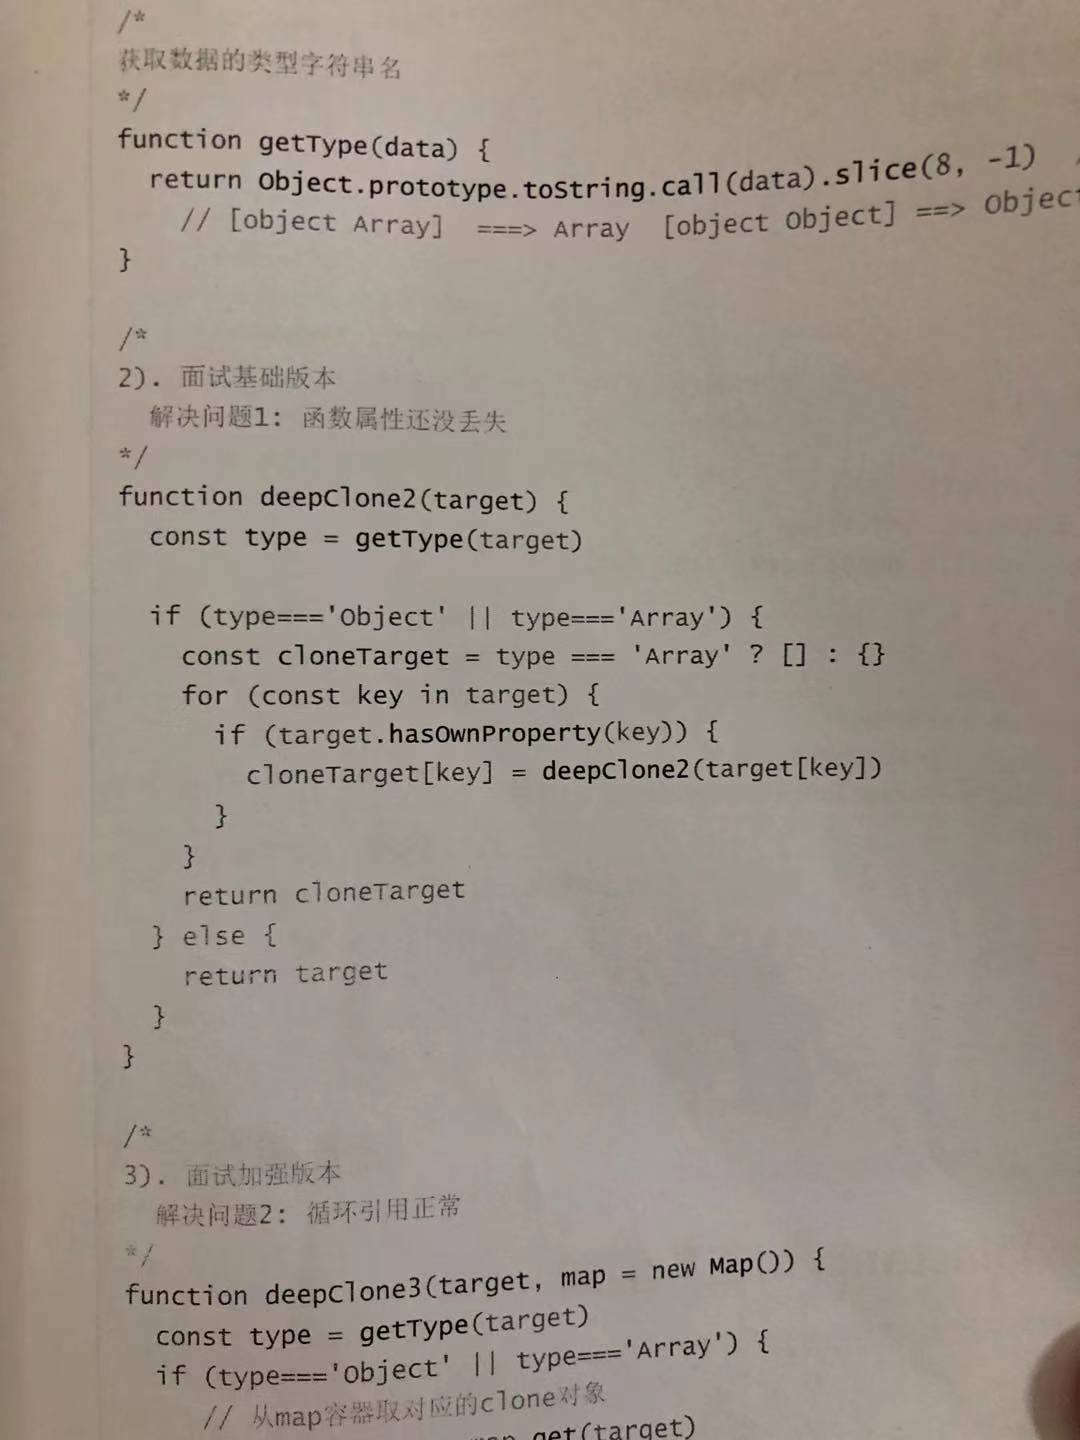 /*
获取数据的类型字符串名
*/
function getType(data) {
  return Object.prototype.toString.call(data).slice(8, -1)
    // [object Array]  ===> Array  [object Object] ==> Object
}

/*
2). 面试基础版本
  解决问题1: 函数属性还没丢失
*/
function deepClone2(target) {
  const type = getType(target)

  if (type==='Object' || type==='Array') {
    const cloneTarget = type === 'Array' ? [] : {}
    for (const key in target) {
      if (target.hasOwnProperty(key)) {
        cloneTarget[key] = deepClone2(target[key])
      }
    }
    return cloneTarget
  } else {
    return target
  }
}

/*
3). 面试加强版本
  解决问题2: 循环引用正常
*/
function deepClone3(target, map = new Map()) {
  const type = getType(target)
  if (type==='Object' || type==='Array') {
     // 从map容器取对应的clone对象
get(target)